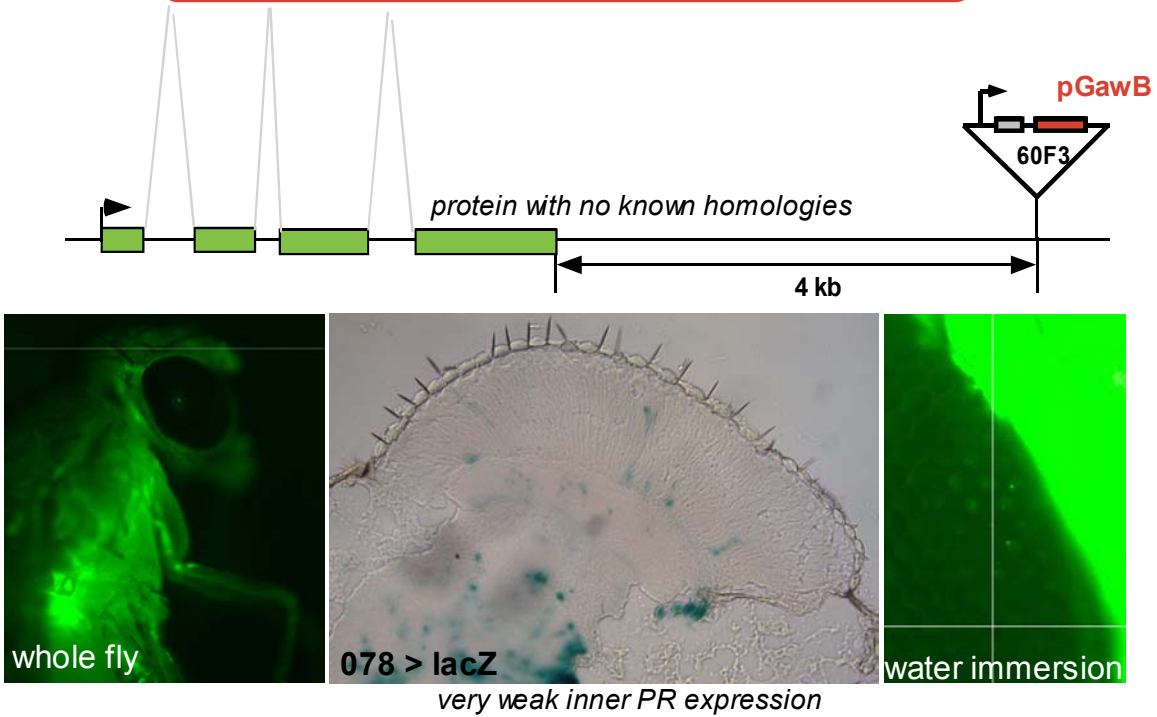 pGawB
60F3
protein with no known homologies
4 kb
whole fly
078 > lacZ
water immersion
very weak inner PR expression